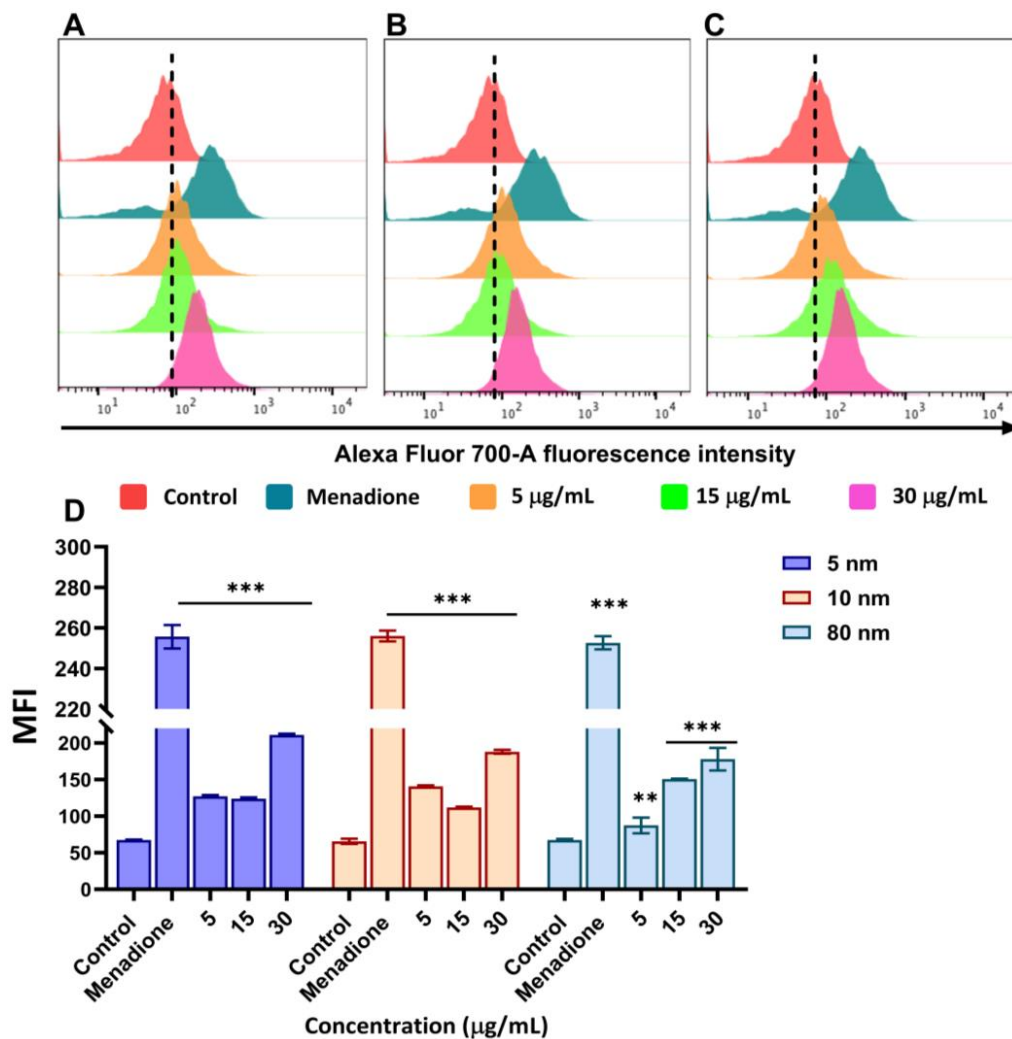 A B C
10¹ 10² 10³ 10⁴ 10¹ 10² 10³ 10⁴ 10¹ 10² 10³ 10⁴
Alexa Fluor 700-A fluorescence intensity
Control Menadione 5 μg/mL 15 μg/mL 30 μg/mL
D
300
280
260
240
220
200
150
100
50
0
MFI
***
***
***
**
***
5 nm
10 nm
80 nm
Control Menadione 5 15 30 Control Menadione 5 15 30 Control Menadione 5 15 30
Concentration (μg/mL)